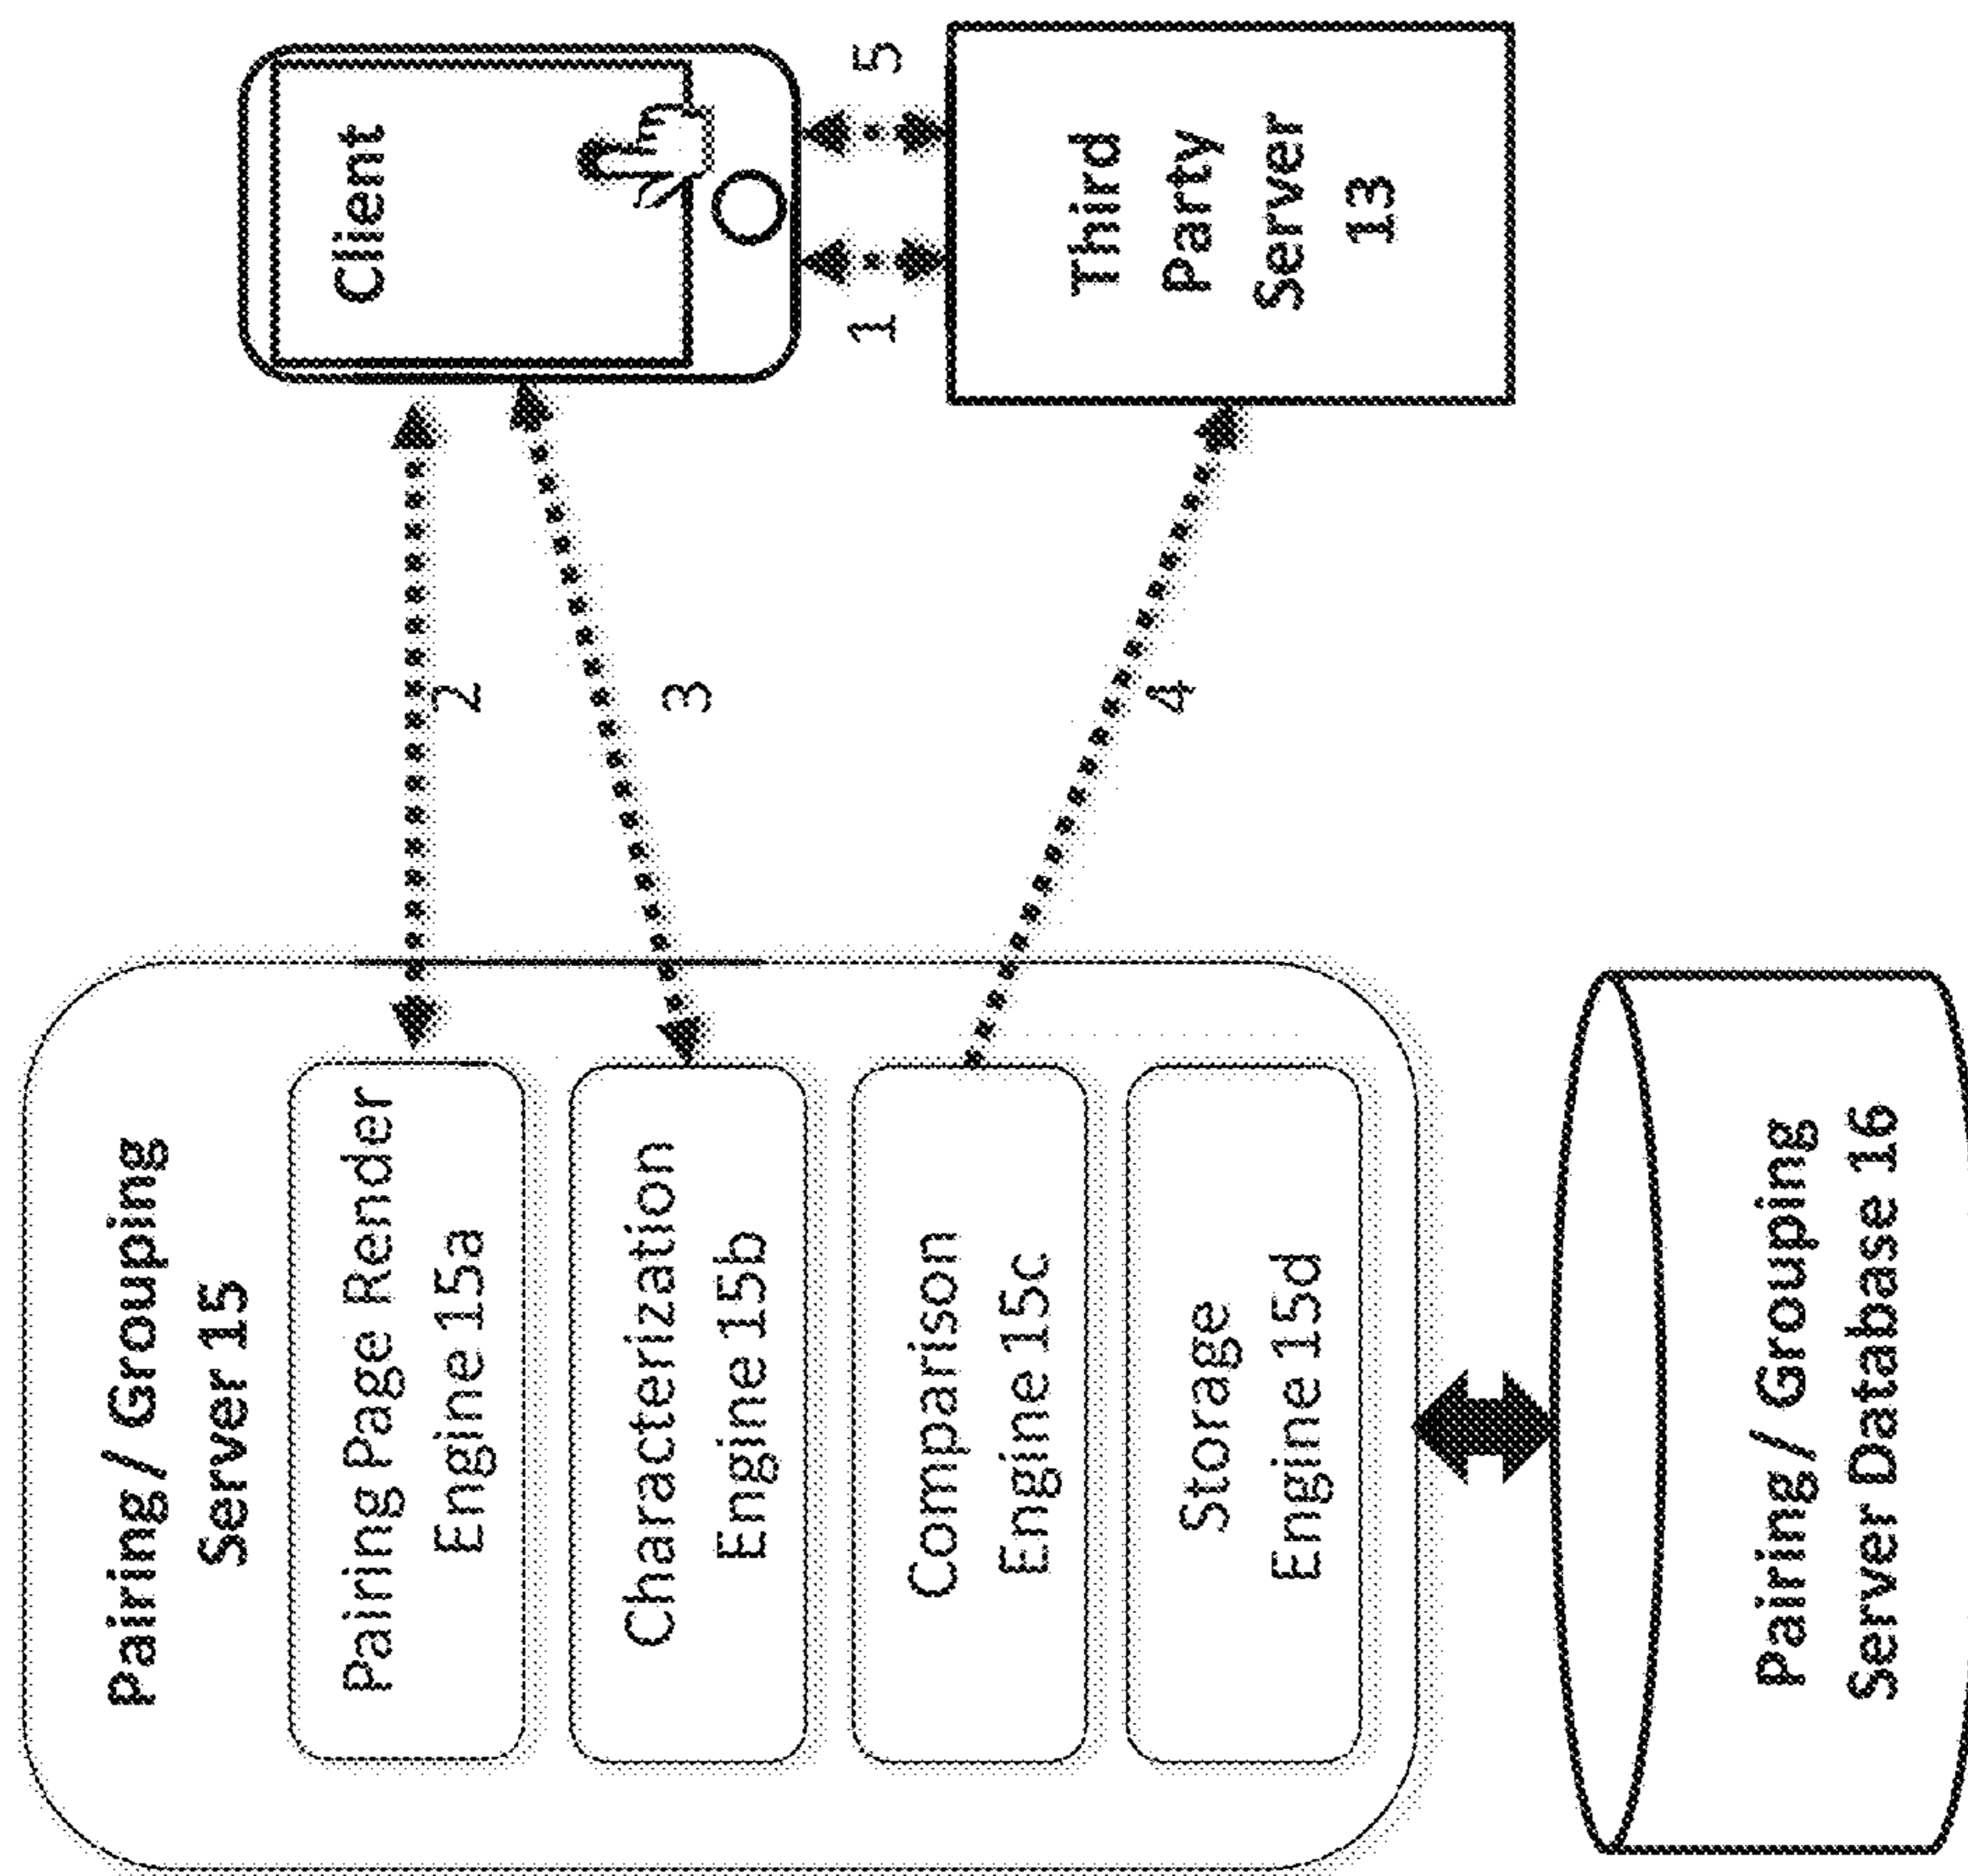 Pairing / Grouping
Server 15
Pairing Page Render
Engine 15a
Characterization
Engine 15b
Comparison
Engine 15c
Storage
Engine 15d
Pairing / Grouping
Server Database 16
2
3
4
Client
1
5
Third
Party
Server
13